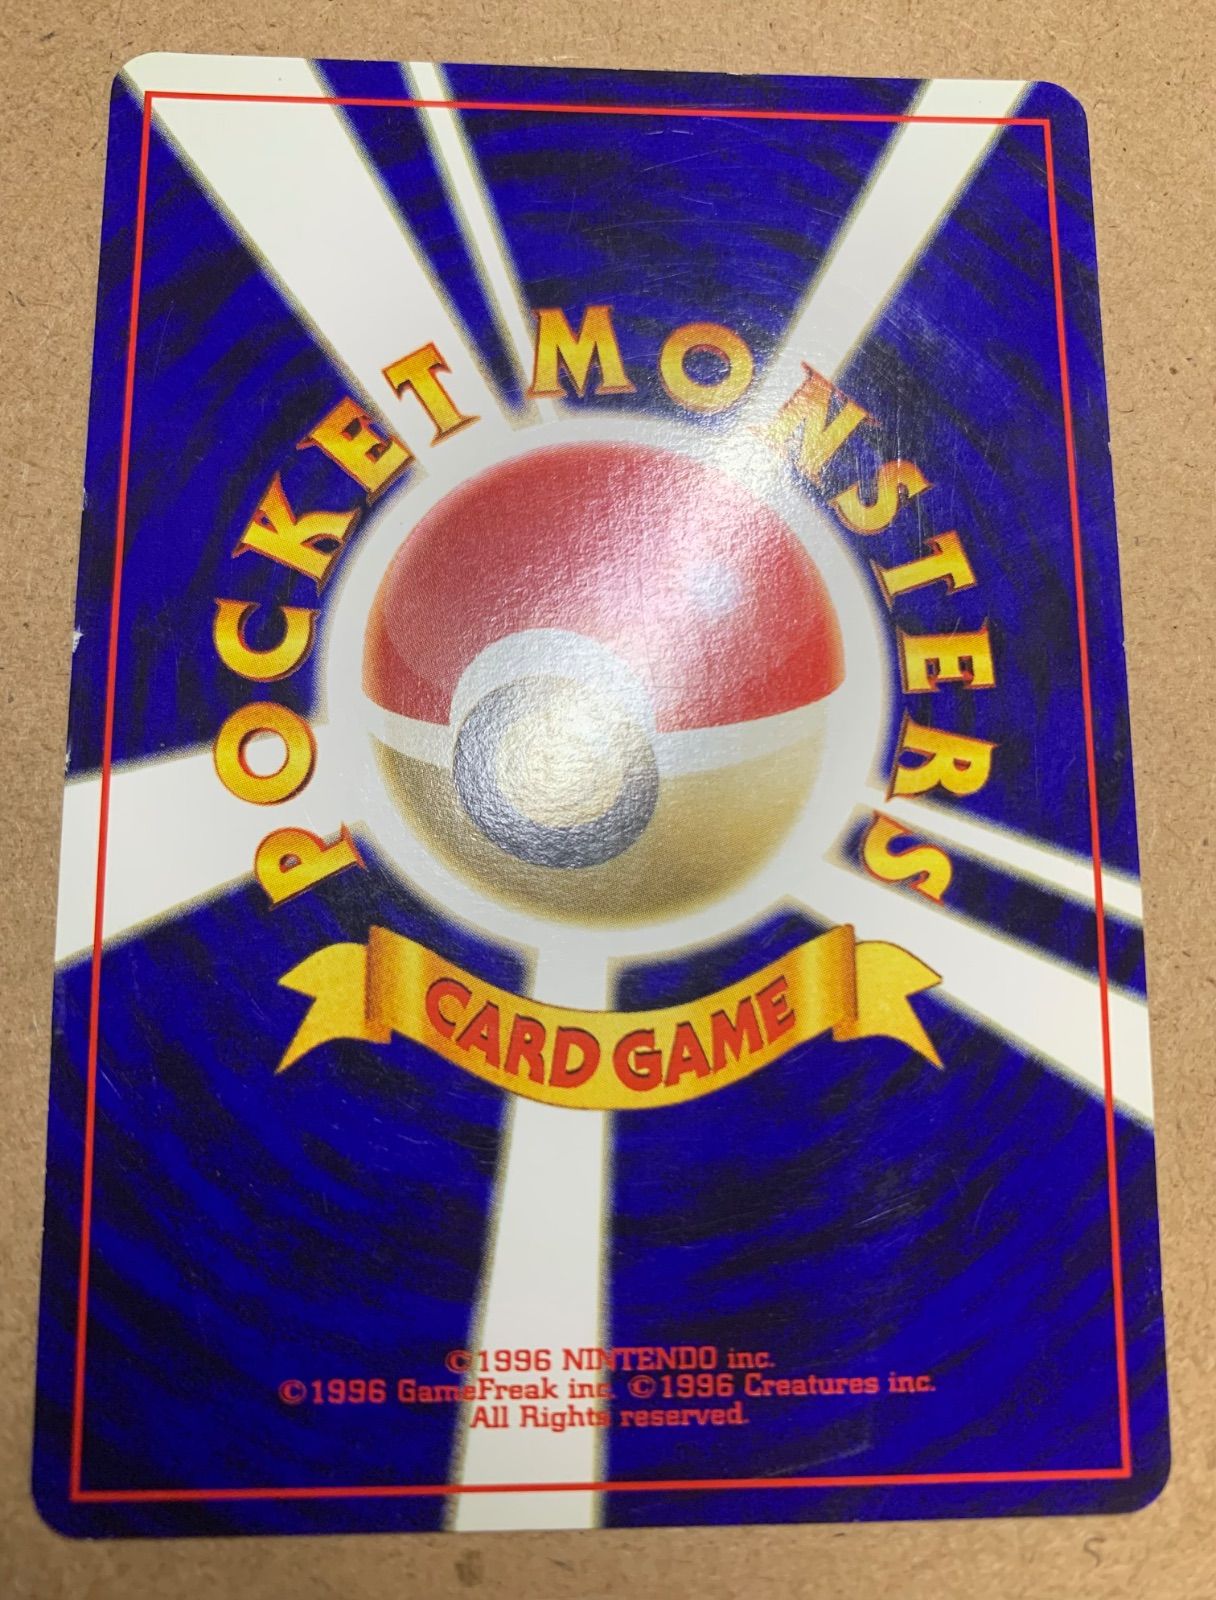 POCKET MONSTERS
CARD GAME
©1996 NINTENDO inc.
©1996 GameFreak inc. ©1996 Creatures inc.
All Rights reserved.